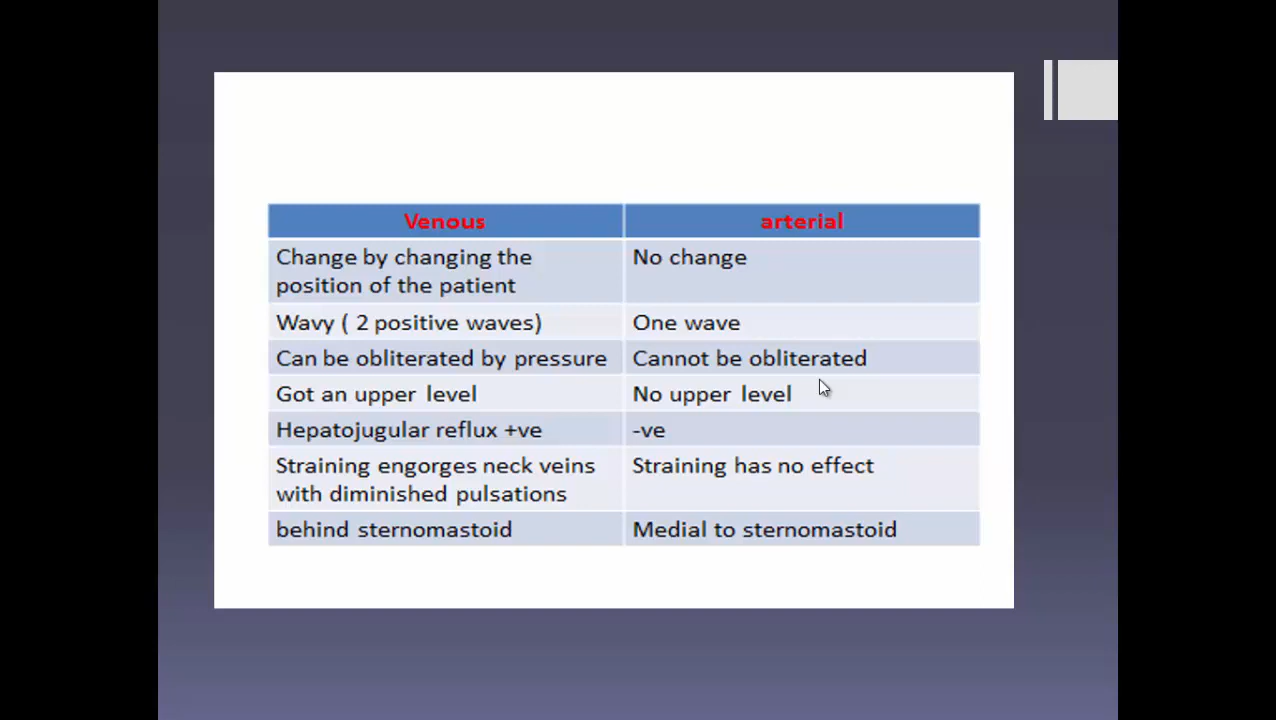 Venous
arterial
Change by changing the
position of the patient
No change
Wavy ( 2 positive waves)
One wave
Can be obliterated by pressure
Cannot be obliterated
Got an upper level
No upper level
Hepatojugular reflux +ve
-ve
Straining engorges neck veins
with diminished pulsations
Straining has no effect
behind sternomastoid
Medial to sternomastoid